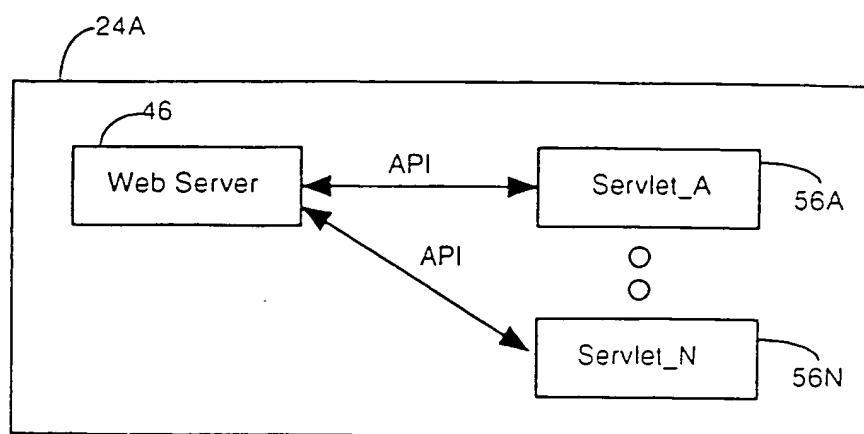 24A
46
Web Server
API
Servlet_A
56A
API
Servlet_N
56N